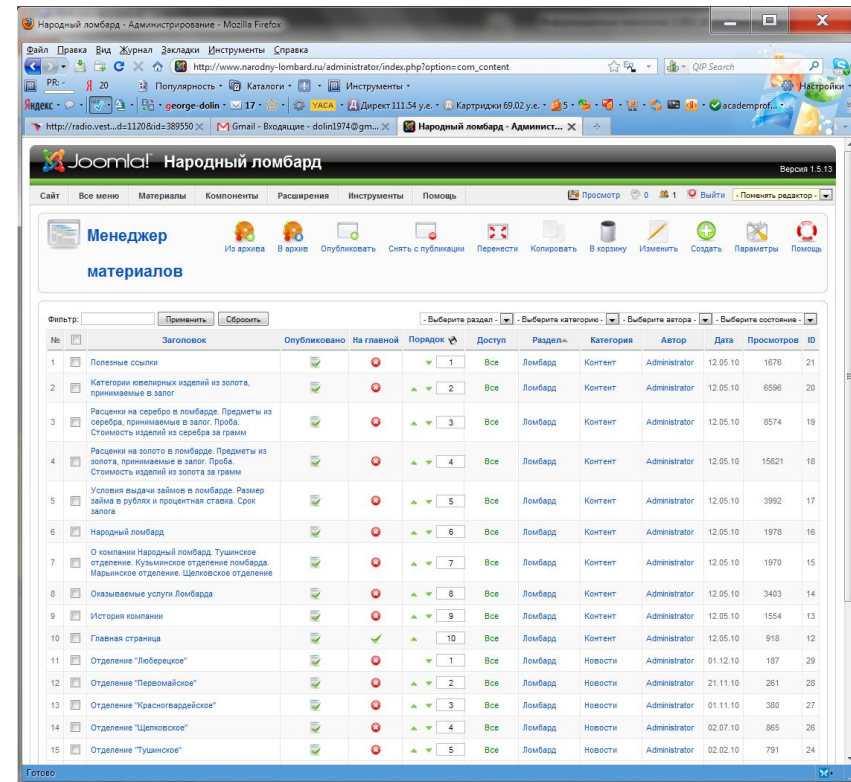 Народный ломбард - Администрирование - Mozilla Firefox
Файл Правка Вид Журнал Закладки Инструменты Справка
http://www.narodny-lombard.ru/administrator/index.php?option=com_content
QIP Search
PR: - Я 20 Популярность Каталоги Инструменты Настройки
Яндекс george-dolin 17 YACA Директ 111.54 у.е. Картриджи 69.02 у.е. 5 academprof...
http://radio.vest...d=1120&id=389550 Gmail - Входящие - dolin1974@gm... Народный ломбард - Админист...
Joomla! Народный ломбард
Версия 1.5.13
Сайт Все меню Материалы Компоненты Расширения Инструменты Помощь Просмотр 0 1 Выйти - Поменять редактор -
Менеджер материалов
Из архива В архив Опубликовать Снять с публикации Перенести Копировать В корзину Изменить Создать Параметры Помощь
Фильтр: Применить Сбросить - Выберите раздел - - Выберите категорию - - Выберите автора - - Выберите состояние -
№ Заголовок Опубликовано На главной Порядок Доступ Раздел Категория Автор Дата Просмотров ID
1 Полезные ссылки 1 Все Ломбард Контент Administrator 12.05.10 1676 21
2 Категории ювелирных изделий из золота, принимаемые в залог 2 Все Ломбард Контент Administrator 12.05.10 6596 20
3 Расценки на серебро в ломбарде. Предметы из серебра, принимаемые в залог. Проба. Стоимость изделий из серебра за грамм 3 Все Ломбард Контент Administrator 12.05.10 8574 19
4 Расценки на золото в ломбарде. Предметы из золота, принимаемые в залог. Проба. Стоимость изделий из золота за грамм 4 Все Ломбард Контент Administrator 12.05.10 15621 18
5 Условия выдачи займов в ломбарде. Размер займа в рублях и процентная ставка. Срок залога 5 Все Ломбард Контент Administrator 12.05.10 3992 17
6 Народный ломбард 6 Все Ломбард Контент Administrator 12.05.10 1978 16
7 О компании Народный ломбард. Тушинское отделение. Кузьминское отделение ломбарда. Марьинское отделение. Щелковское отделение 7 Все Ломбард Контент Administrator 12.05.10 1970 15
8 Оказываемые услуги Ломбарда 8 Все Ломбард Контент Administrator 12.05.10 3403 14
9 История компании 9 Все Ломбард Контент Administrator 12.05.10 1554 13
10 Главная страница 10 Все Ломбард Контент Administrator 12.05.10 918 12
11 Отделение "Люберецкое" 1 Все Ломбард Новости Administrator 01.12.10 187 29
12 Отделение "Первомайское" 2 Все Ломбард Новости Administrator 21.11.10 261 28
13 Отделение "Красногвардейское" 3 Все Ломбард Новости Administrator 01.11.10 380 27
14 Отделение "Щелковское" 4 Все Ломбард Новости Administrator 02.07.10 865 26
15 Отделение "Тушинское" 5 Все Ломбард Новости Administrator 02.02.10 791 24
Готово